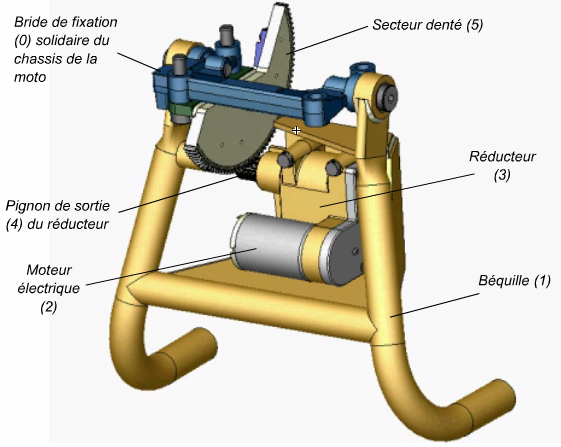 Bride de fixation
(0) solidaire du
chassis de la
moto
Secteur denté (5)
Réducteur
(3)
Pignon de sortie
(4) du réducteur
Moteur
électrique
(2)
Béquille (1)